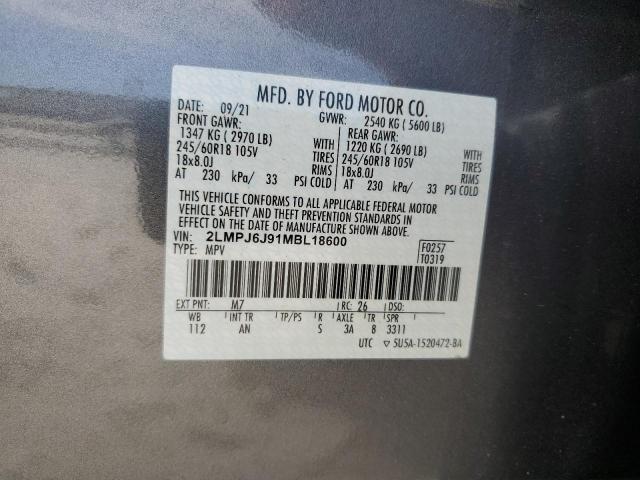 MFD. BY FORD MOTOR CO.
DATE: 09/21 GVWR: 2540 KG ( 5600 LB)
FRONT GAWR: REAR GAWR:
1347 KG ( 2970 LB) WITH 1220 KG ( 2690 LB) WITH
245/60R18 105V TIRES 245/60R18 105V TIRES
18x8.0J RIMS 18x8.0J RIMS
AT 230 kPa/ 33 PSI COLD AT 230 kPa/ 33 PSI COLD
THIS VEHICLE CONFORMS TO ALL APPLICABLE FEDERAL MOTOR
VEHICLE SAFETY AND THEFT PREVENTION STANDARDS IN
EFFECT ON THE DATE OF MANUFACTURE SHOWN ABOVE.
VIN: 2LMPJ6J91MBL18600 F0257
TYPE: MPV T0319
EXT PNT: M7 RC: 26 DSO:
WB INT TR TP/PS R AXLE TR SPR
112 AN S 3A 8 3311
UTC ▽ 5U5A-1520472-BA